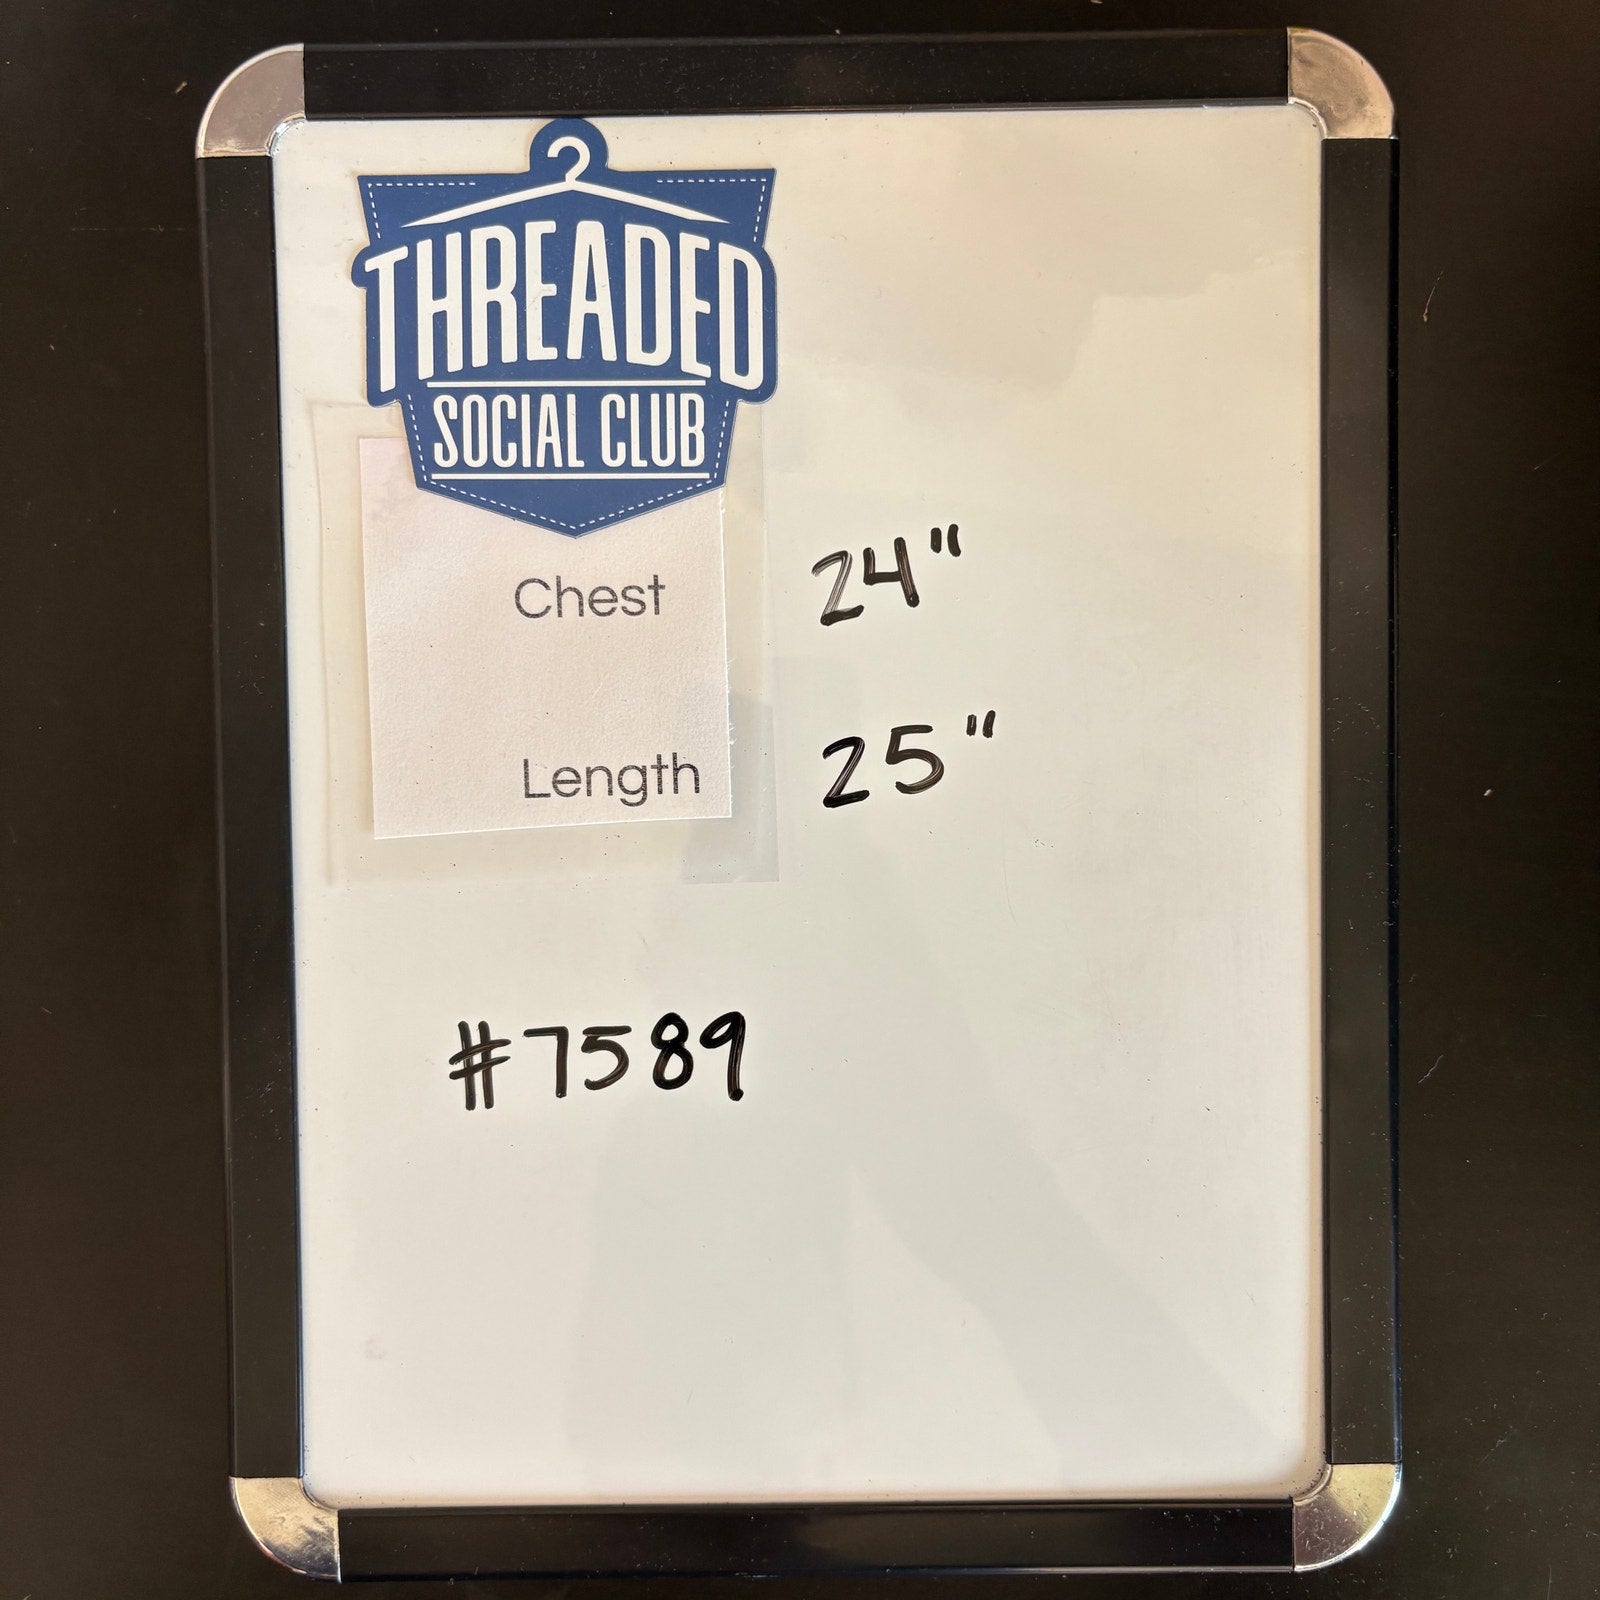 THREADED
SOCIAL CLUB
Chest 24"
Length 25"
#7589